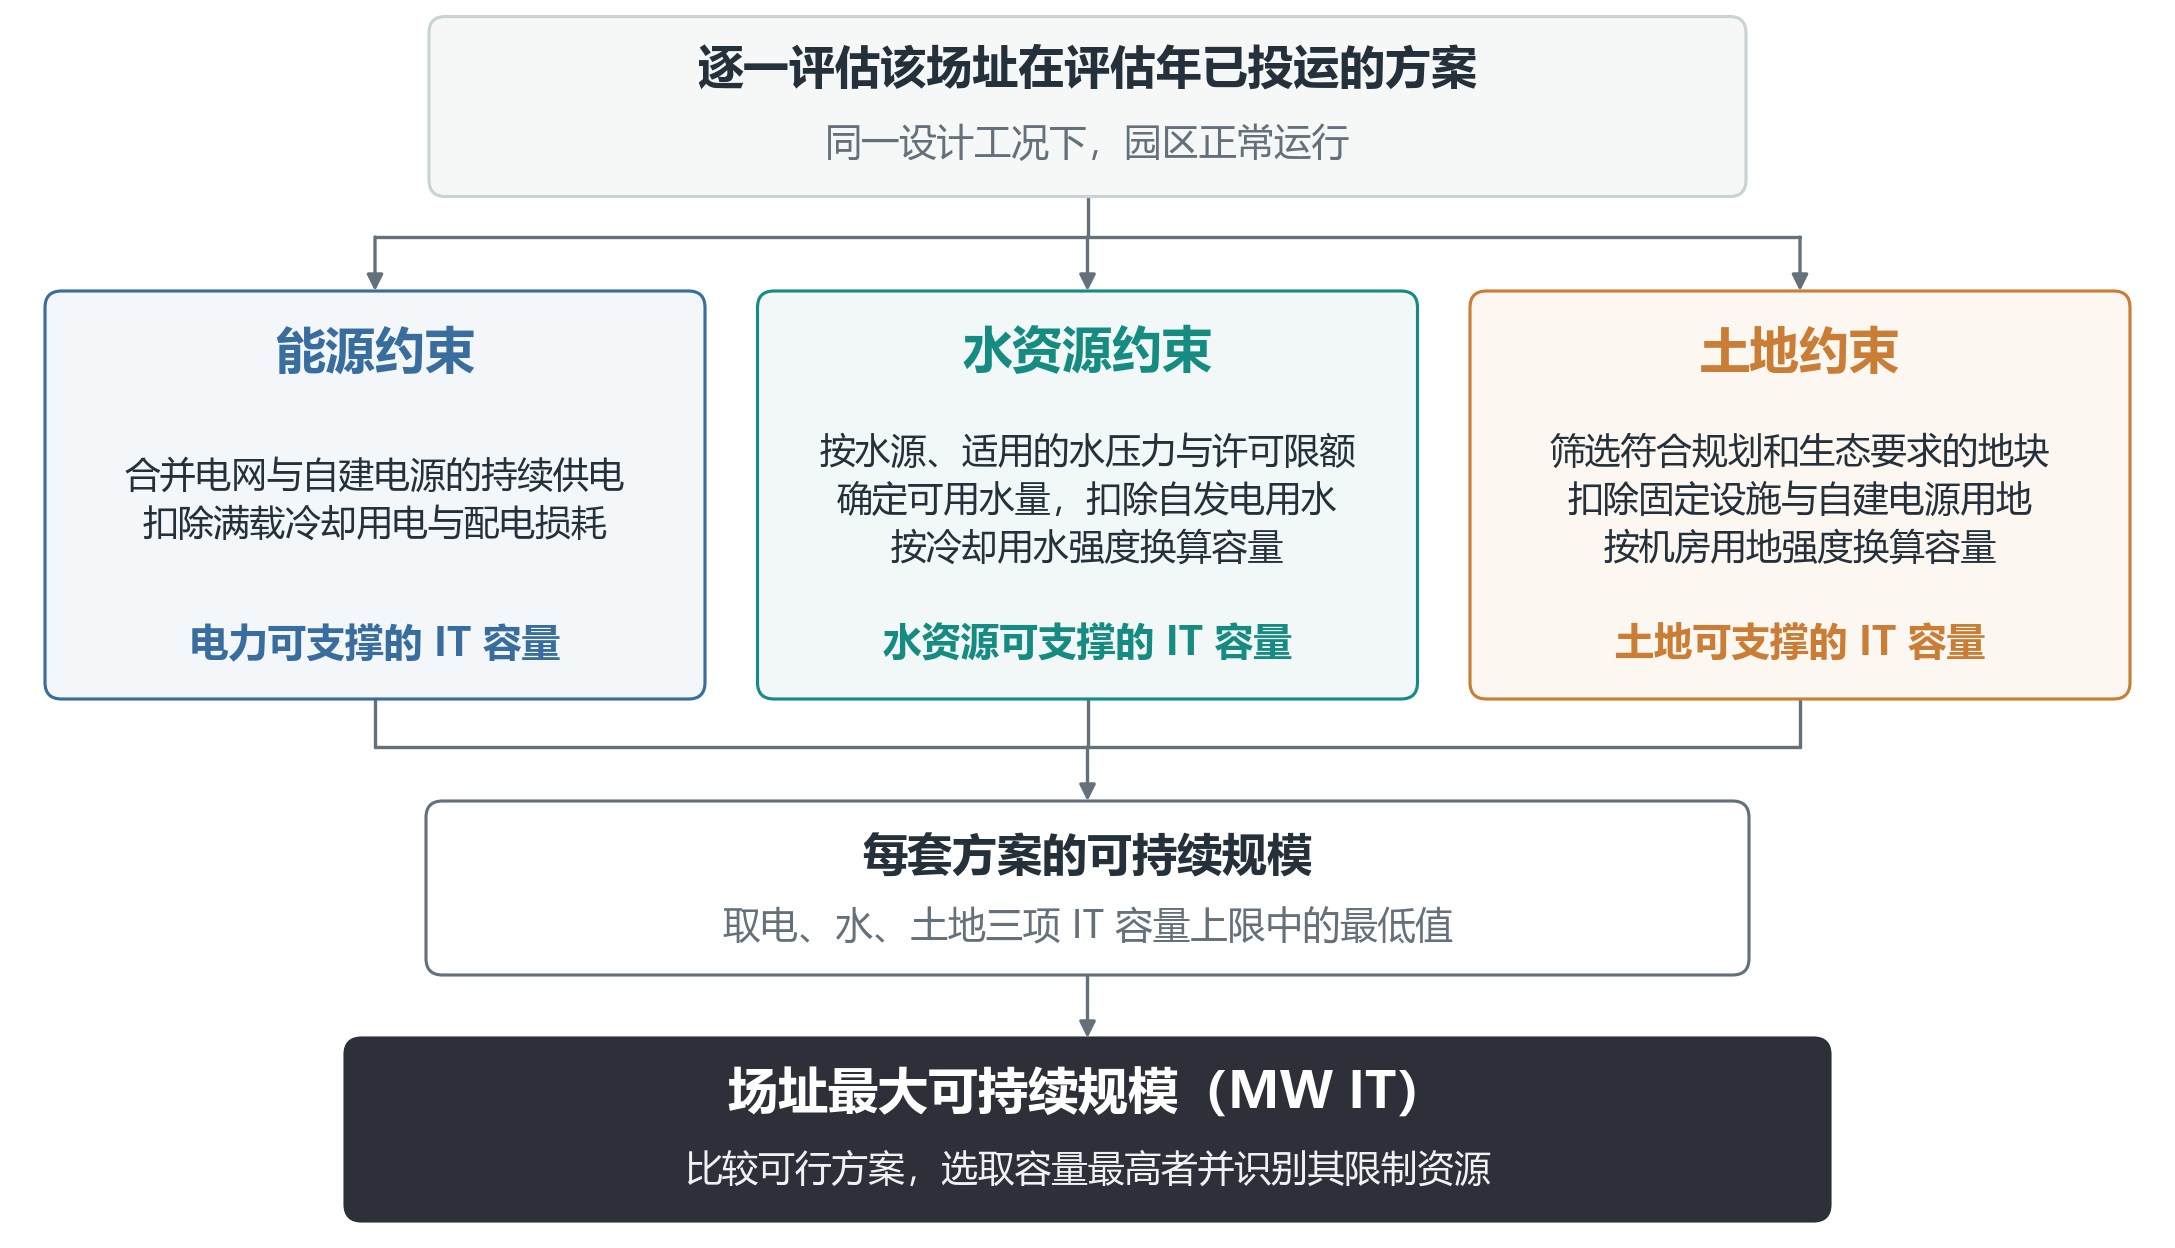 逐一评估该场址在评估年已投运的方案
同一设计工况下，园区正常运行
能源约束
合并电网与自建电源的持续供电
扣除满载冷却用电与配电损耗
电力可支撑的 IT 容量
水资源约束
按水源、适用的水压力与许可限额
确定可用水量，扣除自发电用水
按冷却用水强度换算容量
水资源可支撑的 IT 容量
土地约束
筛选符合规划和生态要求的地块
扣除固定设施与自建电源用地
按机房用地强度换算容量
土地可支撑的 IT 容量
每套方案的可持续规模
取电、水、土地三项 IT 容量上限中的最低值
场址最大可持续规模（MW IT）
比较可行方案，选取容量最高者并识别其限制资源